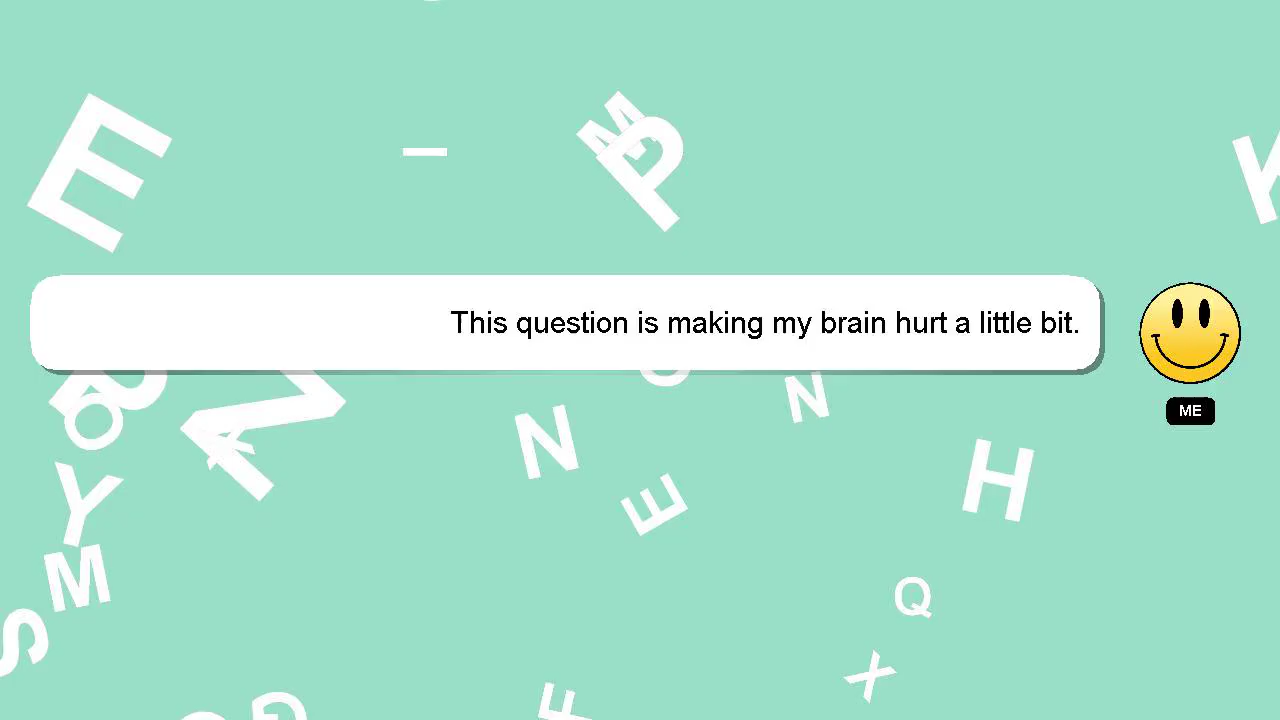 E
I
M
P
K
This question is making my brain hurt a little bit.
ME
O
A
Z
N
N
Y
E
H
M
Q
S
X
G
F